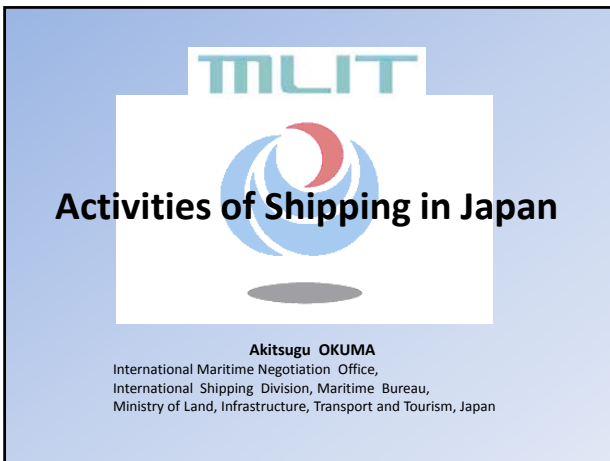 MLIT
Activities of Shipping in Japan
Akitsugu OKUMA
International Maritime Negotiation Office,
International Shipping Division, Maritime Bureau,
Ministry of Land, Infrastructure, Transport and Tourism, Japan